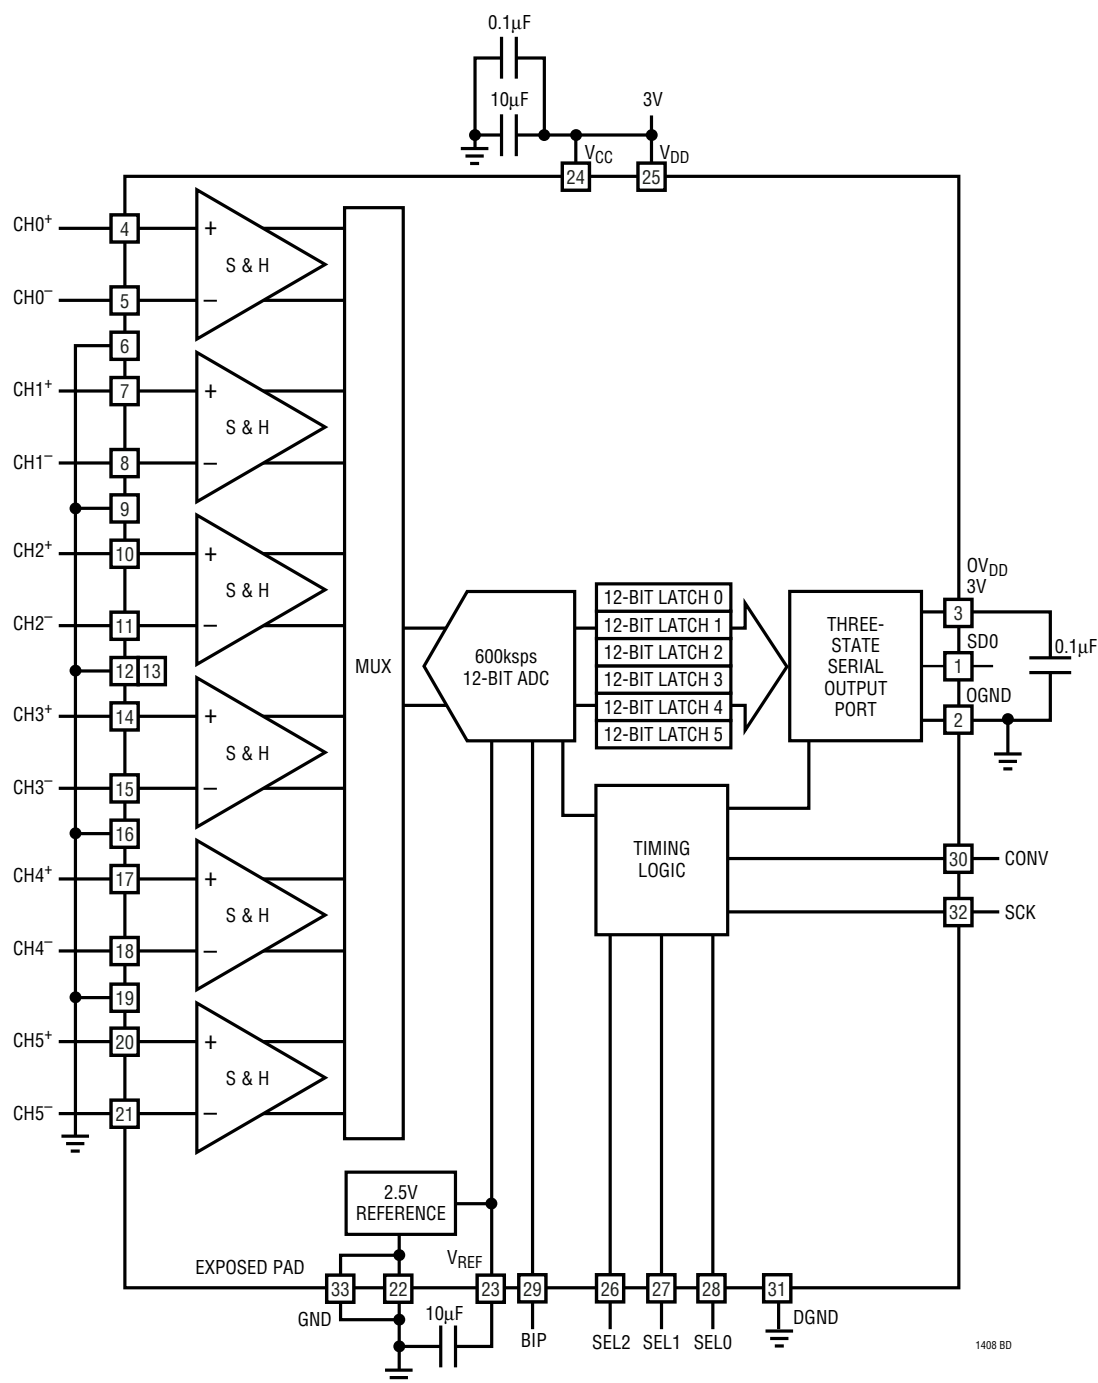 0.1µF
10µF
3V
VCC
VDD
24
25
CH0+
4
+
S & H
CH0–
5
–
6
CH1+
7
+
S & H
CH1–
8
–
9
CH2+
10
+
S & H
CH2–
11
–
12
13
CH3+
14
+
S & H
CH3–
15
–
16
CH4+
17
+
S & H
CH4–
18
–
19
CH5+
20
+
S & H
CH5–
21
–
MUX
600ksps
12-BIT ADC
12-BIT LATCH 0
12-BIT LATCH 1
12-BIT LATCH 2
12-BIT LATCH 3
12-BIT LATCH 4
12-BIT LATCH 5
THREE-
STATE
SERIAL
OUTPUT
PORT
OVDD
3V
3
SD0
1
0.1µF
OGND
2
TIMING
LOGIC
30
CONV
32
SCK
2.5V
REFERENCE
EXPOSED PAD
VREF
33
22
23
29
26
27
28
31
GND
10µF
BIP
SEL2
SEL1
SEL0
DGND
1408 BD